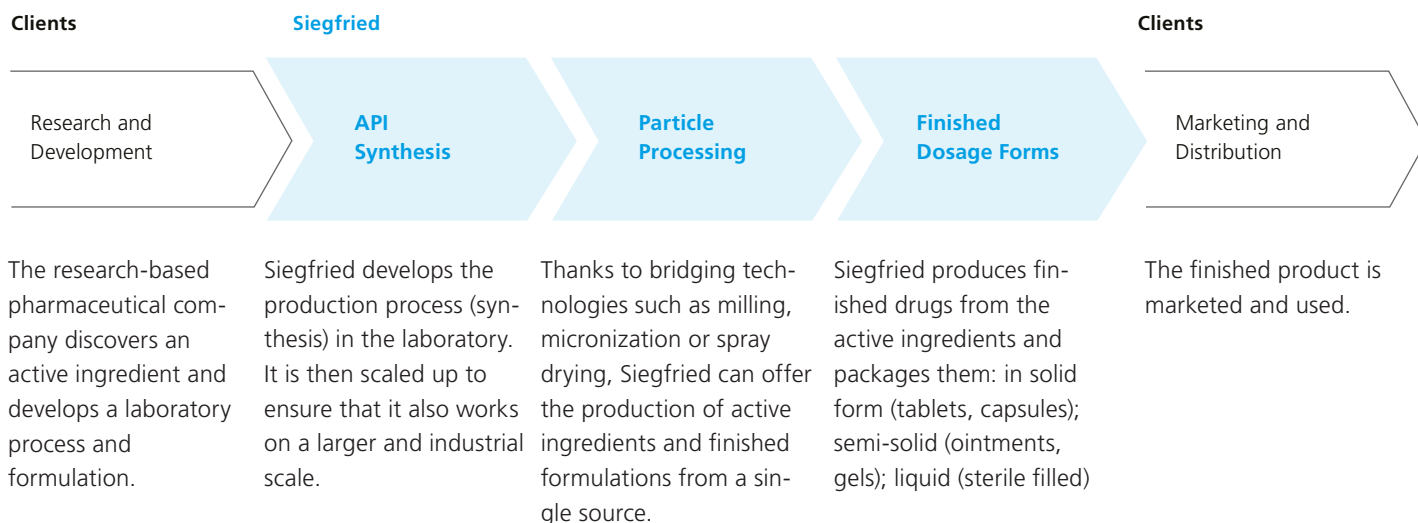 Clients
Siegfried
Clients
Research and
Development
API
Synthesis
Particle
Processing
Finished
Dosage Forms
Marketing and
Distribution
The research-based
pharmaceutical com-
pany discovers an
active ingredient and
develops a laboratory
process and
formulation.
Siegfried develops the
production process (syn-
thesis) in the laboratory.
It is then scaled up to
ensure that it also works
on a larger and industrial
scale.
Thanks to bridging tech-
nologies such as milling,
micronization or spray
drying, Siegfried can offer
the production of active
ingredients and finished
formulations from a sin-
gle source.
Siegfried produces fin-
ished drugs from the
active ingredients and
packages them: in solid
form (tablets, capsules);
semi-solid (ointments,
gels); liquid (sterile filled)
The finished product is
marketed and used.